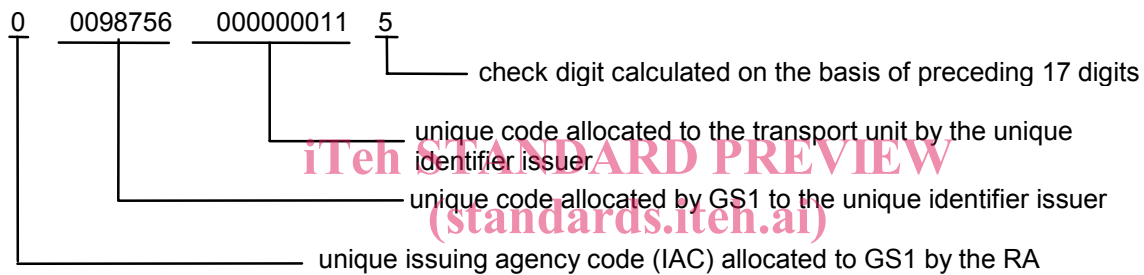 0 0098756 000000011 5
check digit calculated on the basis of preceding 17 digits
unique code allocated to the transport unit by the unique
identifier issuer
iTeh STANDARD PREVIEW
unique code allocated by GS1 to the unique identifier issuer
(standards.iteh.ai)
unique issuing agency code (IAC) allocated to GS1 by the RA